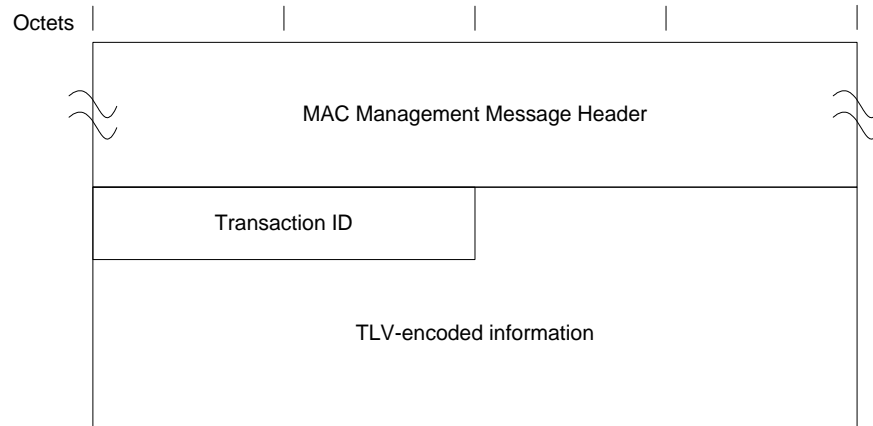 Octets
MAC Management Message Header
Transaction ID
TLV-encoded information